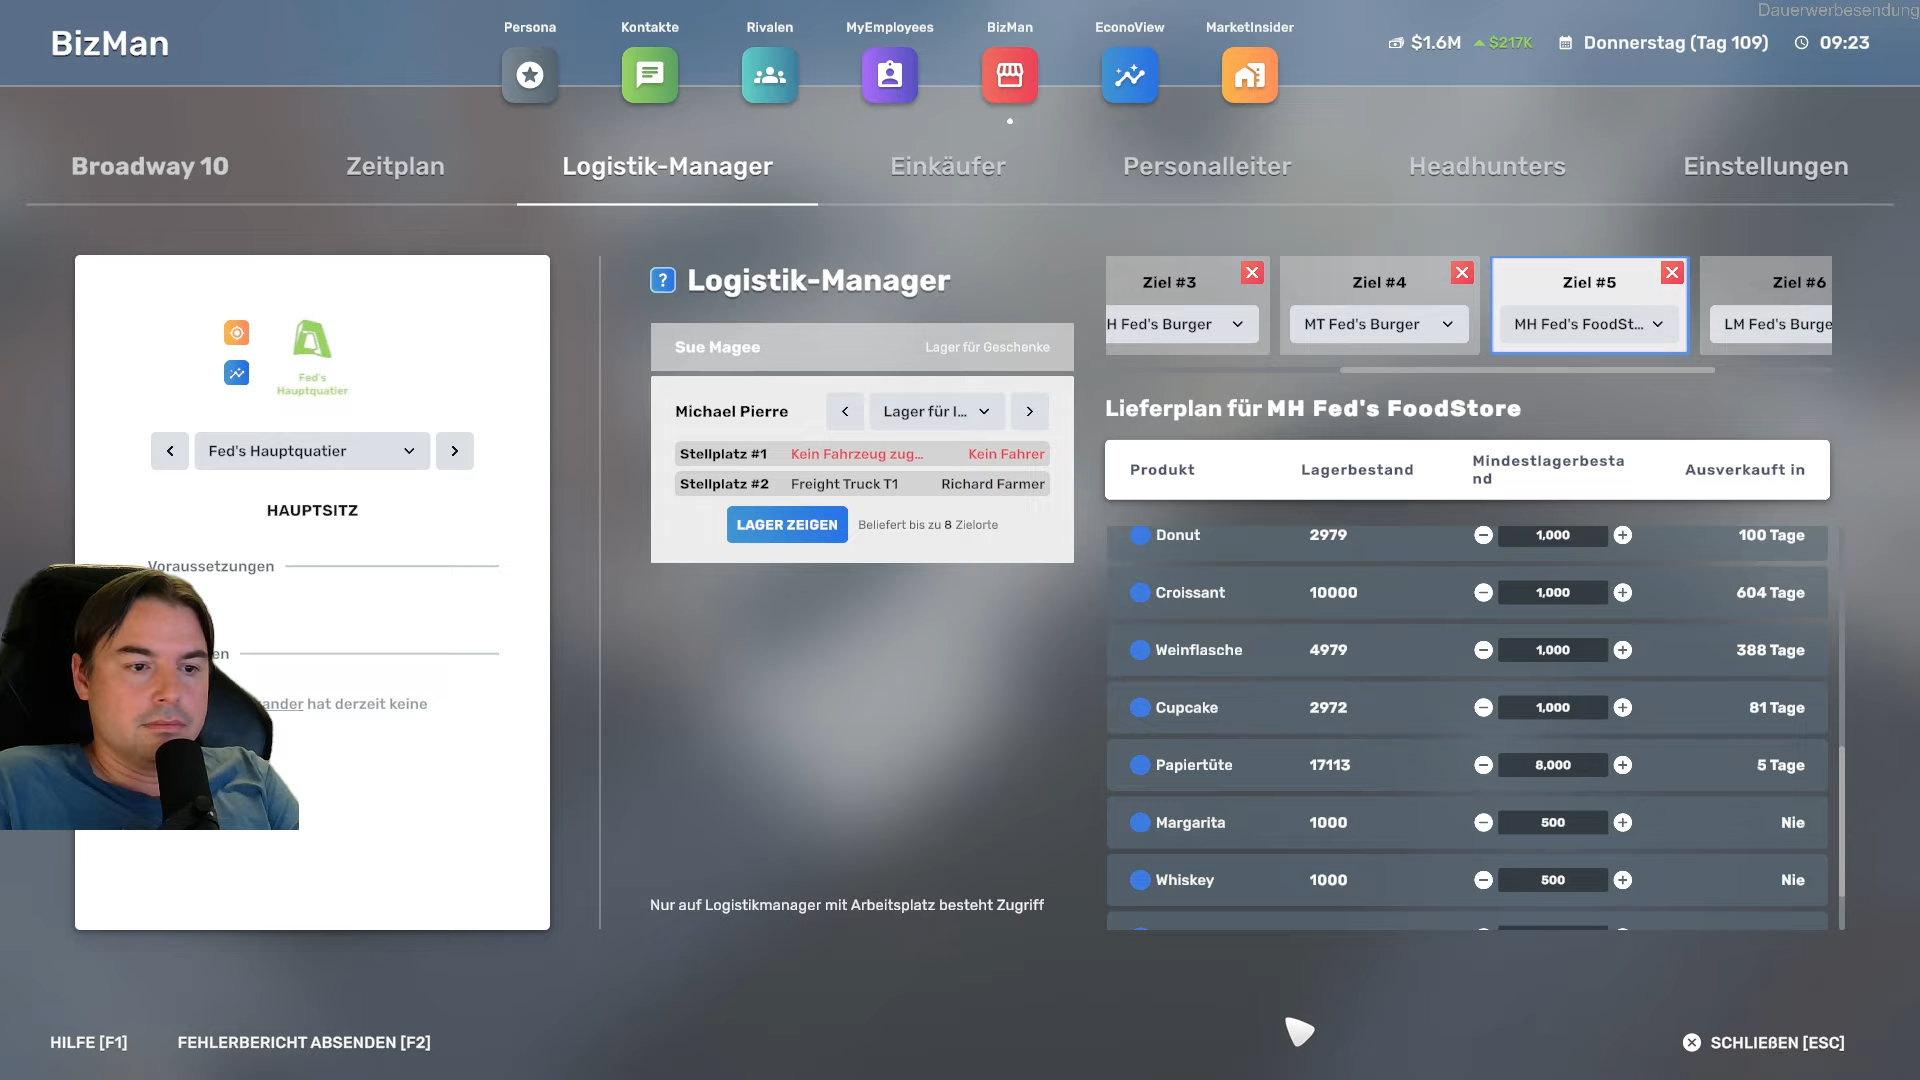 Dauerwerbesendung
BizMan
Persona
Kontakte
Rivalen
MyEmployees
BizMan
EconoView
MarketInsider
$1.6M
$217K
Donnerstag (Tag 109)
09:23
Broadway 10
Zeitplan
Logistik-Manager
Einkäufer
Personalleiter
Headhunters
Einstellungen
Fed's
Hauptquatier
Fed's Hauptquatier
HAUPTSITZ
Voraussetzungen
en
ander hat derzeit keine
? Logistik-Manager
Sue Magee
Lager für Geschenke
Michael Pierre
Lager für I...
Stellplatz #1 Kein Fahrzeug zug... Kein Fahrer
Stellplatz #2 Freight Truck T1 Richard Farmer
LAGER ZEIGEN
Beliefert bis zu 8 Zielorte
Nur auf Logistikmanager mit Arbeitsplatz besteht Zugriff
Ziel #3
H Fed's Burger
Ziel #4
MT Fed's Burger
Ziel #5
MH Fed's FoodSt...
Ziel #6
LM Fed's Burge
Lieferplan für MH Fed's FoodStore
Produkt
Lagerbestand
Mindestlagerbesta
nd
Ausverkauft in
Donut 2979 1,000 100 Tage
Croissant 10000 1,000 604 Tage
Weinflasche 4979 1,000 388 Tage
Cupcake 2972 1,000 81 Tage
Papiertüte 17113 8,000 5 Tage
Margarita 1000 500 Nie
Whiskey 1000 500 Nie
HILFE [F1]
FEHLERBERICHT ABSENDEN [F2]
SCHLIEßEN [ESC]